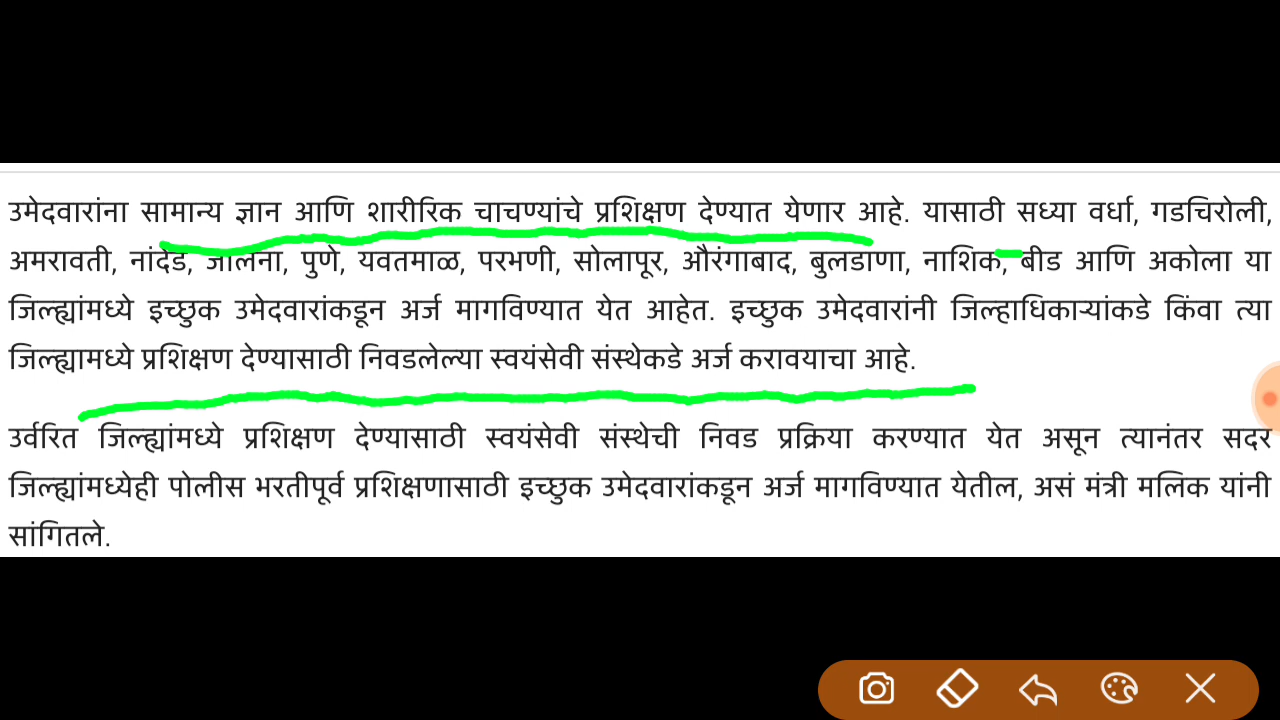 उमेदवारांना सामान्य ज्ञान आणि शारीरिक चाचण्यांचे प्रशिक्षण देण्यात येणार आहे. यासाठी सध्या वर्धा, गडचिरोली,
अमरावती, नांदेड, जालना, पुणे, यवतमाळ, परभणी, सोलापूर, औरंगाबाद, बुलडाणा, नाशिक, बीड आणि अकोला या
जिल्ह्यांमध्ये इच्छुक उमेदवारांकडून अर्ज मागविण्यात येत आहेत. इच्छुक उमेदवारांनी जिल्हाधिकाऱ्यांकडे किंवा त्या
जिल्ह्यामध्ये प्रशिक्षण देण्यासाठी निवडलेल्या स्वयंसेवी संस्थेकडे अर्ज करावयाचा आहे.
उर्वरित जिल्ह्यांमध्ये प्रशिक्षण देण्यासाठी स्वयंसेवी संस्थेची निवड प्रक्रिया करण्यात येत असून त्यानंतर सदर
जिल्ह्यांमध्येही पोलीस भरतीपूर्व प्रशिक्षणासाठी इच्छुक उमेदवारांकडून अर्ज मागविण्यात येतील, असं मंत्री मलिक यांनी
सांगितले.